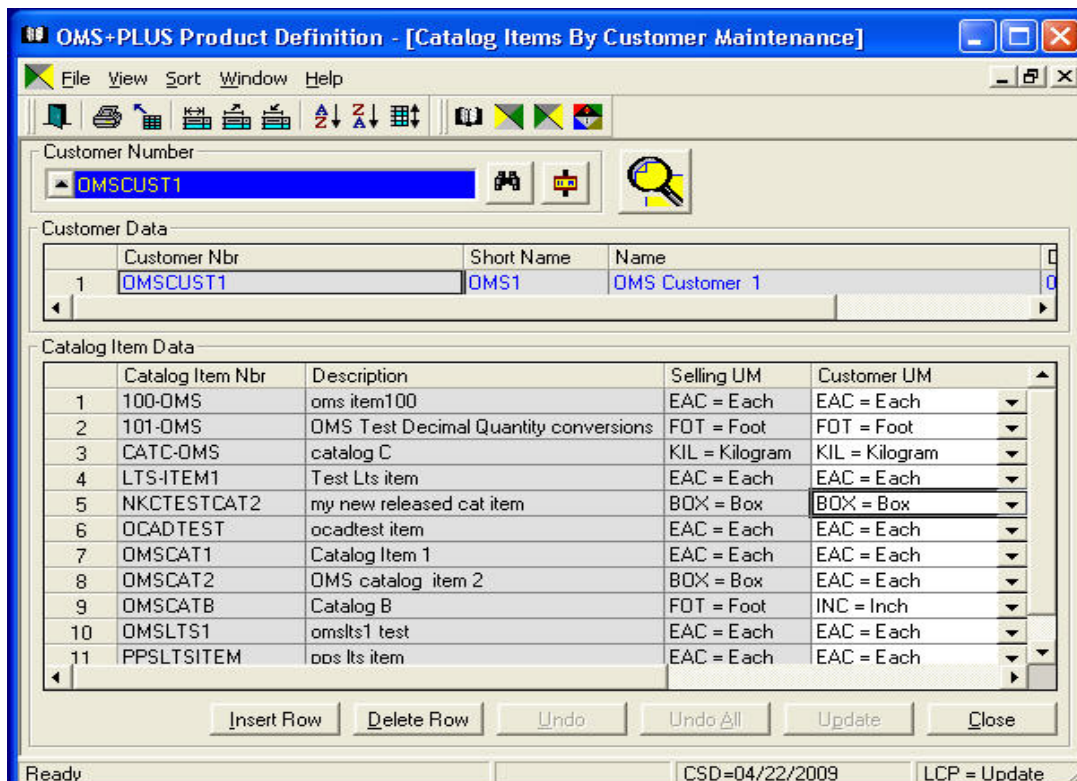 OMS+PLUS Product Definition - [Catalog Items By Customer Maintenance]
File View Sort Window Help
Customer Number
OMSCUST1
Customer Data
Customer Nbr Short Name Name
1 OMSCUST1 OMS1 OMS Customer 1
Catalog Item Data
Catalog Item Nbr Description Selling UM Customer UM
1 100-OMS oms item100 EAC = Each EAC = Each
2 101-OMS OMS Test Decimal Quantity conversions FOT = Foot FOT = Foot
3 CATC-OMS catalog C KIL = Kilogram KIL = Kilogram
4 LTS-ITEM1 Test Lts item EAC = Each EAC = Each
5 NKCTESTCAT2 my new released cat item BOX = Box BOX = Box
6 OCADTEST ocadtest item EAC = Each EAC = Each
7 OMSCAT1 Catalog Item 1 EAC = Each EAC = Each
8 OMSCAT2 OMS catalog item 2 BOX = Box EAC = Each
9 OMSCATB Catalog B FOT = Foot INC = Inch
10 OMSLTS1 omslts1 test EAC = Each EAC = Each
11 PPSLTSITEM pps lts item EAC = Each EAC = Each
Insert Row Delete Row Undo Undo All Update Close
Ready CSD=04/22/2009 LCP = Update